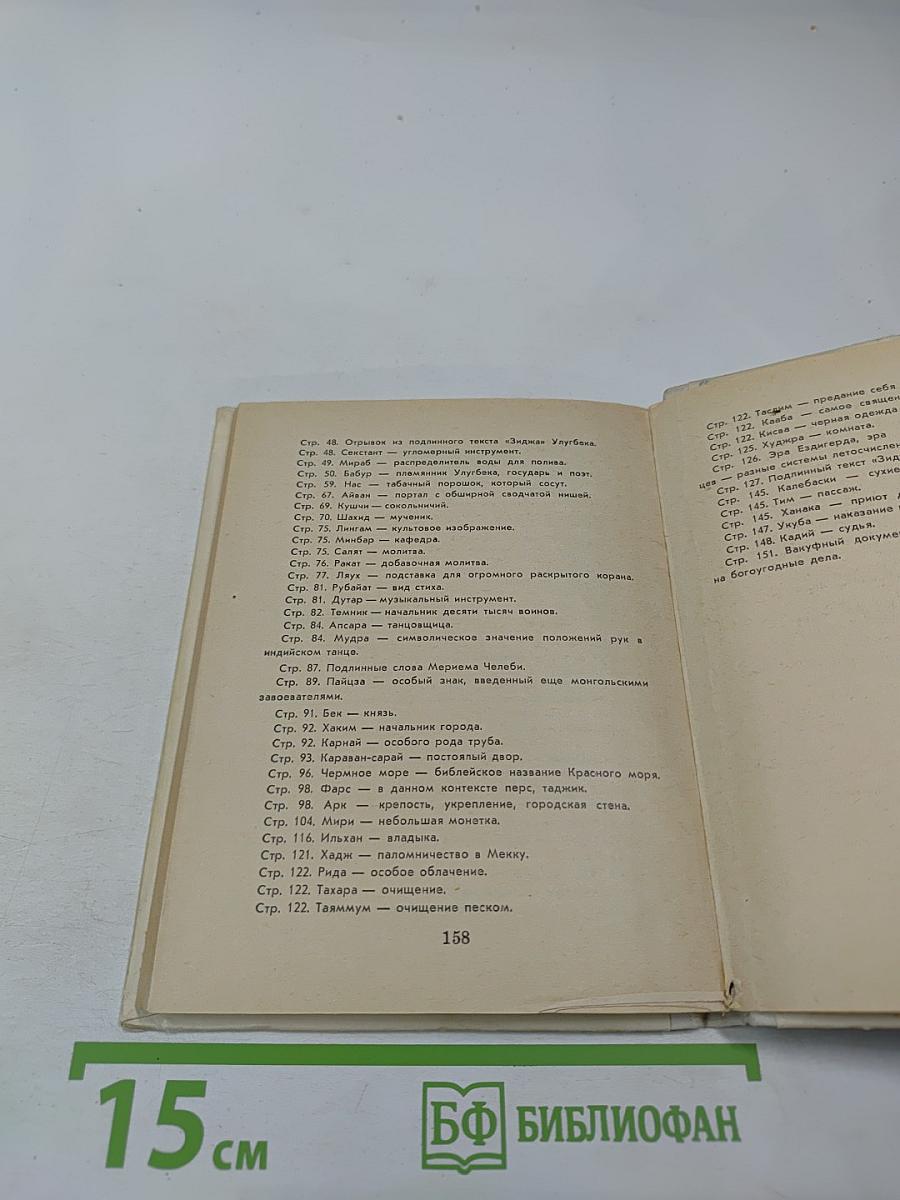 Стр. 48. Отрывок из подлинного текста «Зиджа» Улугбека.
Стр. 48. Секстант — угломерный инструмент.
Стр. 49. Мираб — распределитель воды для полива.
Стр. 50. Бабур — племянник Улугбека, государь и поэт.
Стр. 59. Нас — табачный порошок, который сосут.
Стр. 67. Айван — портал с обширной сводчатой нишей.
Стр. 69. Кушчи — сокольничий.
Стр. 70. Шахид — мученик.
Стр. 75. Лингам — культовое изображение.
Стр. 75. Минбар — кафедра.
Стр. 75. Салят — молитва.
Стр. 76. Ракат — добавочная молитва.
Стр. 77. Ляух — подставка для огромного раскрытого корана.
Стр. 81. Рубайат — вид стиха.
Стр. 81. Дутар — музыкальный инструмент.
Стр. 82. Темник — начальник десяти тысяч воинов.
Стр. 84. Апсара — танцовщица.
Стр. 84. Мудра — символическое значение положений рук в
индийском танце.
Стр. 87. Подлинные слова Мериема Челеби.
Стр. 89. Пайцза — особый знак, введенный еще монгольскими
завоевателями.
Стр. 91. Бек — князь.
Стр. 92. Хаким — начальник города.
Стр. 92. Карнай — особого рода труба.
Стр. 93. Караван-сарай — постоялый двор.
Стр. 96. Чермное море — библейское название Красного моря.
Стр. 98. Фарс — в данном контексте перс, таджик.
Стр. 98. Арк — крепость, укрепление, городская стена.
Стр. 104. Мири — небольшая монетка.
Стр. 116. Ильхан — владыка.
Стр. 121. Хадж — паломничество в Мекку.
Стр. 122. Рида — особое облачение.
Стр. 122. Тахара — очищение.
Стр. 122. Таяммум — очищение песком.
158
Стр. 122. Таслим — предание себя
Стр. 122. Кааба — самое священ
Стр. 122. Кисва — черная одежда
Стр. 125. Худжра — комната.
Стр. 126. Эра Ездигерда, эра
цев — разные системы летосчислен
Стр. 127. Подлинный текст «Зид
Стр. 145. Калебаски — сухие
Стр. 145. Тим — пассаж.
Стр. 145. Ханака — приют д
Стр. 147. Укуба — наказание
Стр. 148. Кадий — судья.
Стр. 151. Вакуфный докуме
на богоугодные дела.
15 см
БФ БИБЛИОФАН